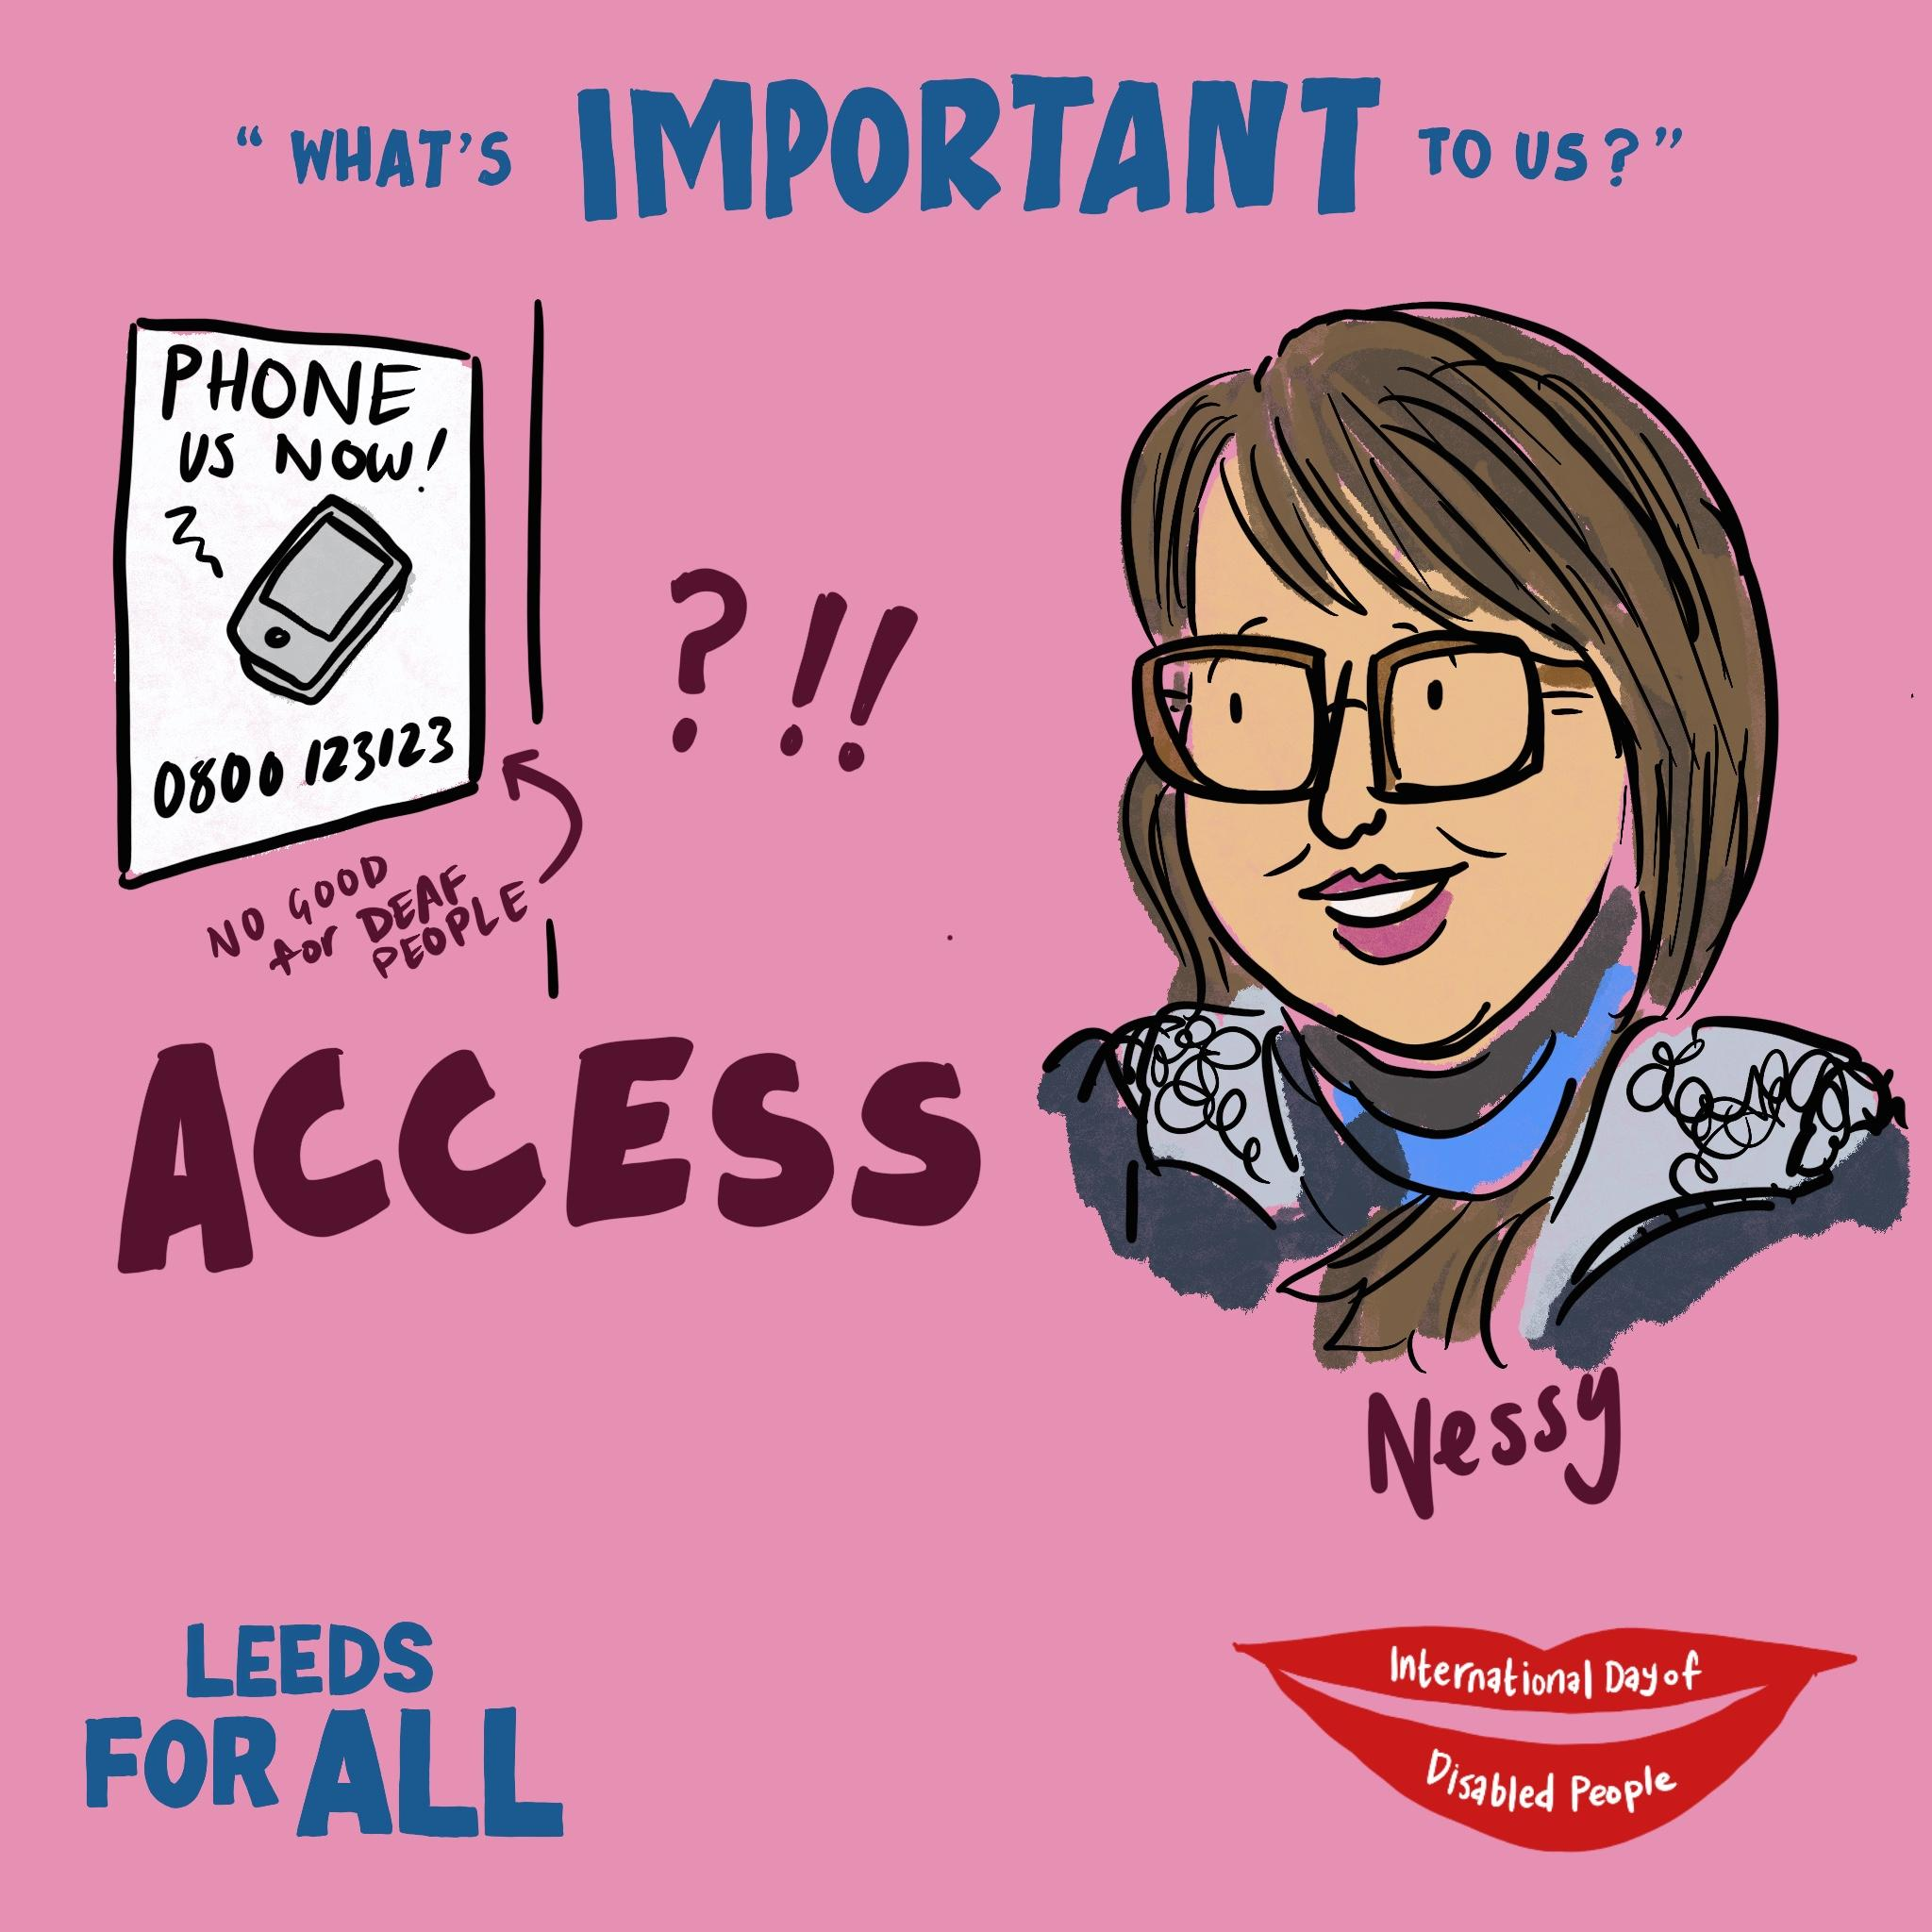 “ WHAT'S IMPORTANT TO US? ”
PHONE
US NOW!
0800 123123
? !!
NO GOOD
for DEAF
PEOPLE
ACCESS
Nessy
LEEDS
FOR ALL
International Day of
Disabled People